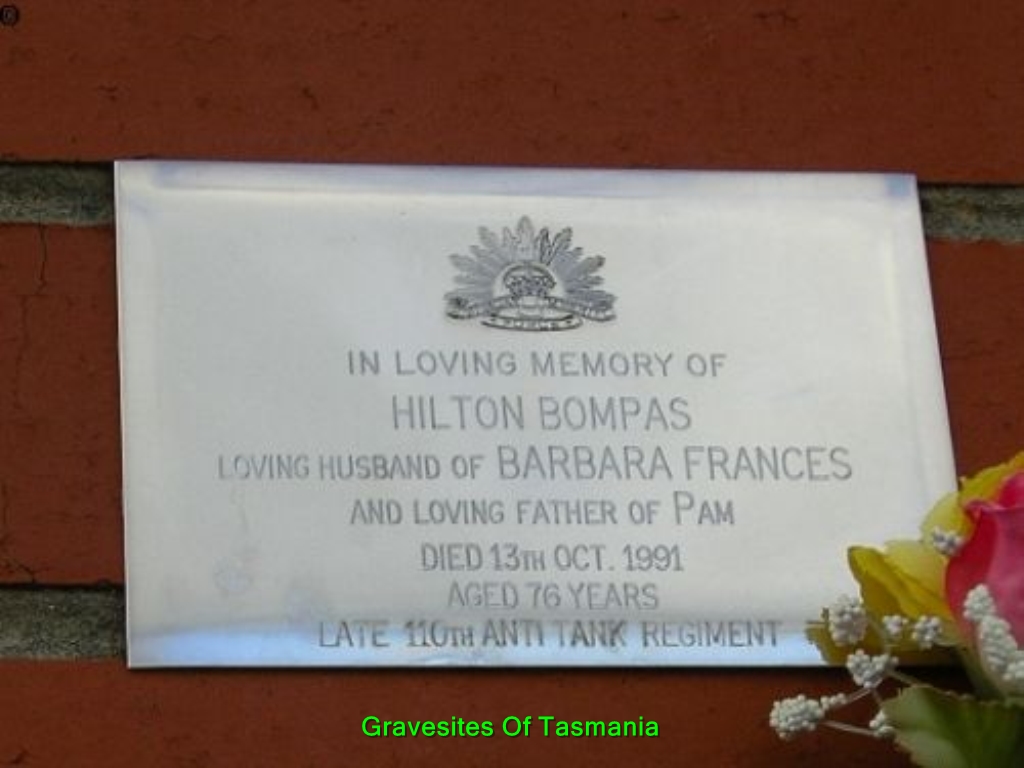 IN LOVING MEMORY OF
HILTON BOMPAS
LOVING HUSBAND OF BARBARA FRANCES
AND LOVING FATHER OF PAM
DIED 13TH OCT. 1991
AGED 76 YEARS
LATE 110TH ANTI TANK REGIMENT
Gravesites Of Tasmania